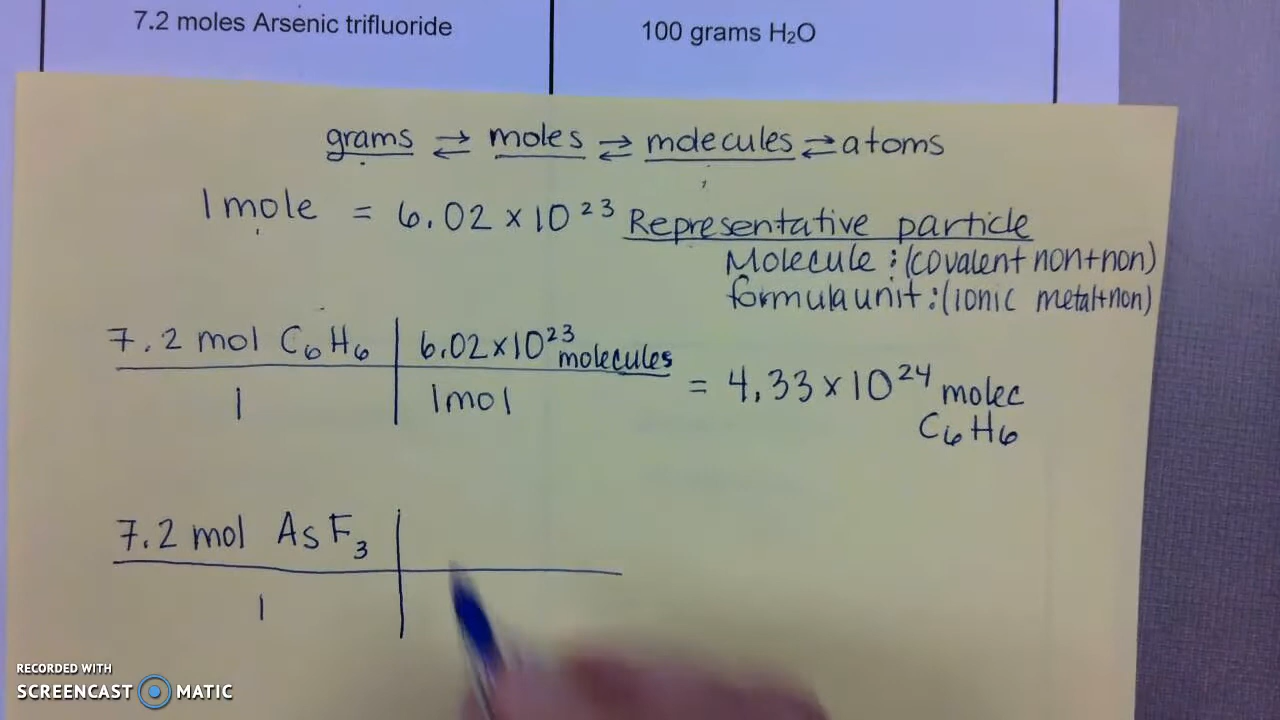 7.2 moles Arsenic trifluoride
100 grams H₂O
grams ⇄ moles ⇄ molecules ⇄ atoms
1 mole = 6.02 × 10²³ Representative particle
Molecule : (covalent non+non)
formula unit : (ionic metal+non)
7.2 mol C₆H₆ | 6.02×10²³ molecules
1 | 1 mol
= 4.33 × 10²⁴ molec
C₆H₆
7.2 mol AsF₃
1
RECORDED WITH
SCREENCAST MATIC